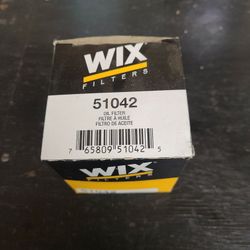 WIX
FILTERS
51042
OIL FILTER
FILTRE À HUILE
FILTRO DE ACEITE
7 65809 51042 5